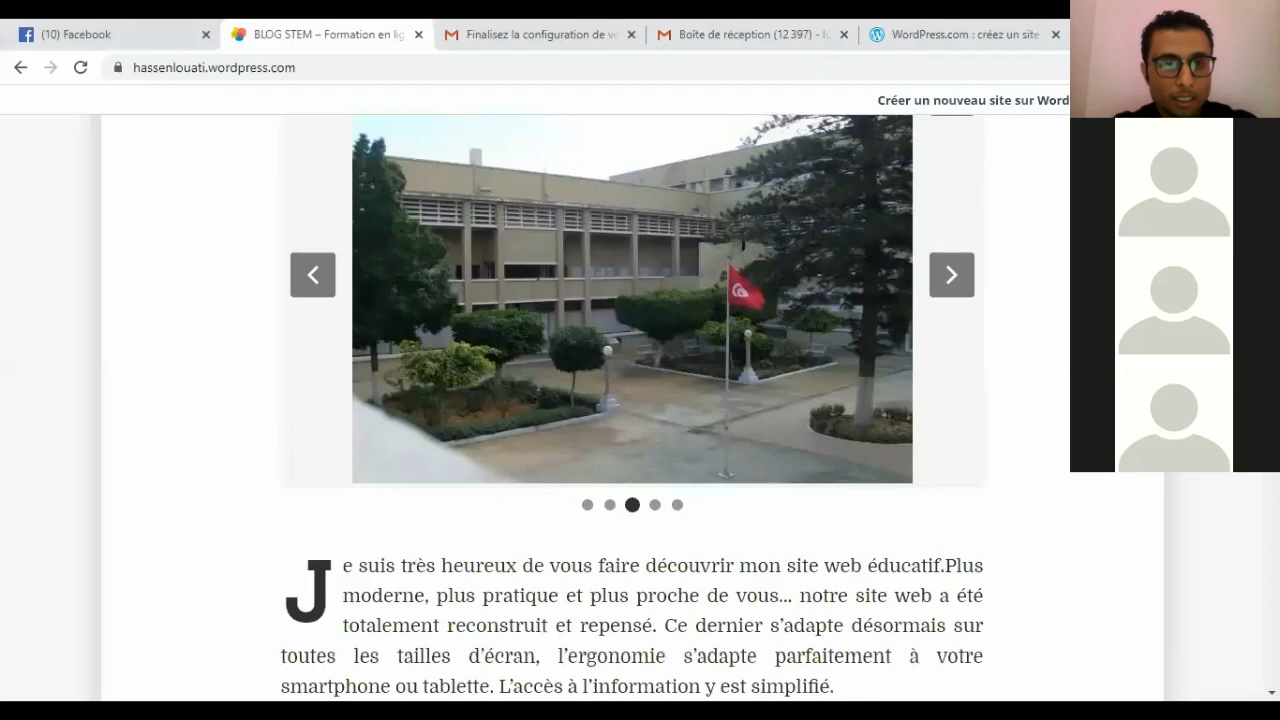 (10) Facebook
BLOG STEM – Formation en lig
Finalisez la configuration de v
Boîte de réception (12 397) -
WordPress.com : créez un site
hassenlouati.wordpress.com
Créer un nouveau site sur Word
Je suis très heureux de vous faire découvrir mon site web éducatif.Plus
moderne, plus pratique et plus proche de vous... notre site web a été
totalement reconstruit et repensé. Ce dernier s’adapte désormais sur
toutes les tailles d’écran, l’ergonomie s’adapte parfaitement à votre
smartphone ou tablette. L’accès à l’information y est simplifié.